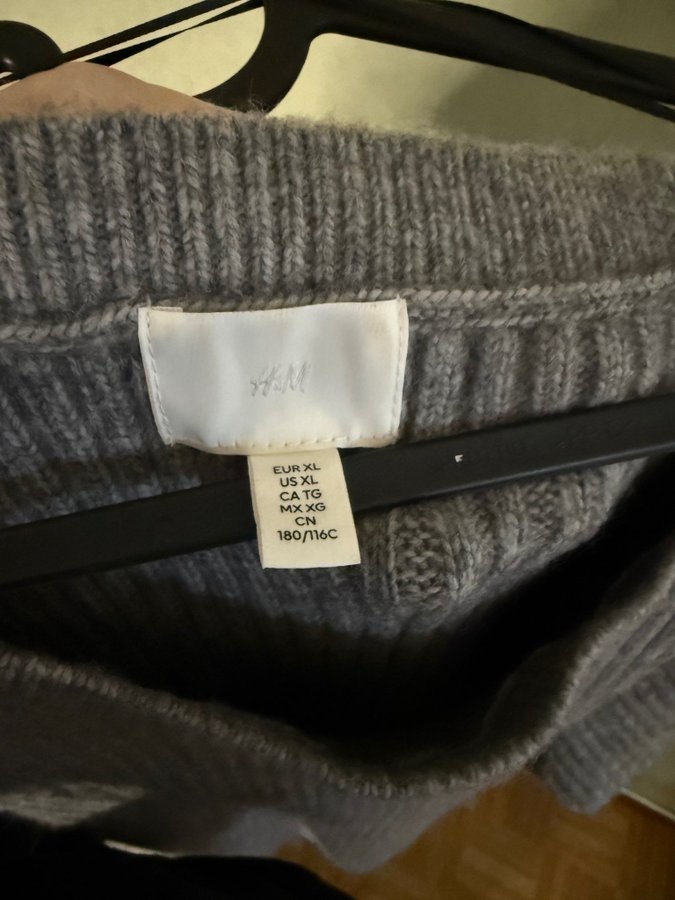 H&M
EUR XL
US XL
CA TG
MX XG
CN
180/116C